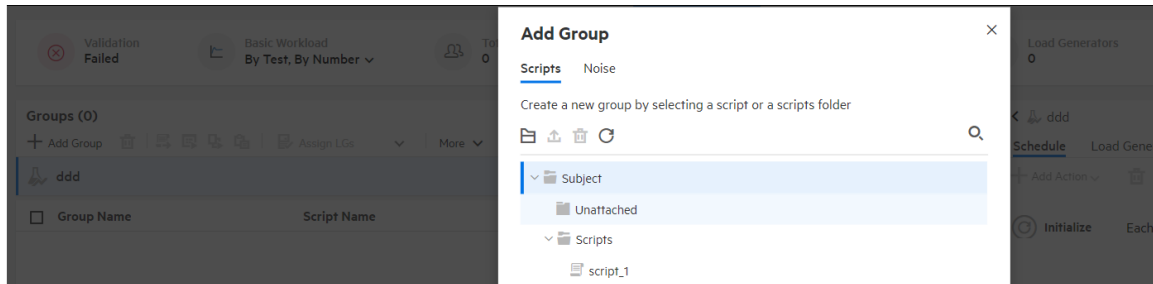 Validation
Failed
Basic Workload
By Test, By Number
Tot
0
Load Generators
0
Groups (0)
Add Group
Assign LGs
More
ddd
Group Name
Script Name
Add Group
Scripts
Noise
Create a new group by selecting a script or a scripts folder
Subject
Unattached
Scripts
script_1
ddd
Schedule
Load Gene
Add Action
Initialize
Each